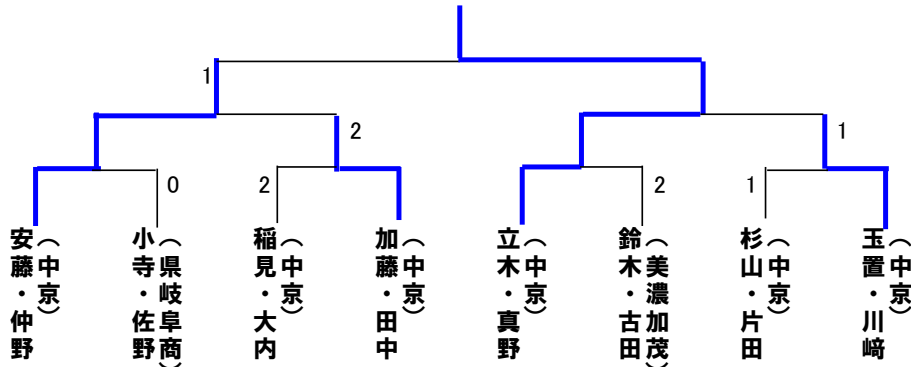 1
2
1
0
2
2
1
安藤・仲野
(中京)
小寺・佐野
(県岐阜商)
稲見・大内
(中京)
加藤・田中
(中京)
立木・真野
(中京)
鈴木・古田
(美濃加茂)
杉山・片田
(中京)
玉置・川﨑
(中京)